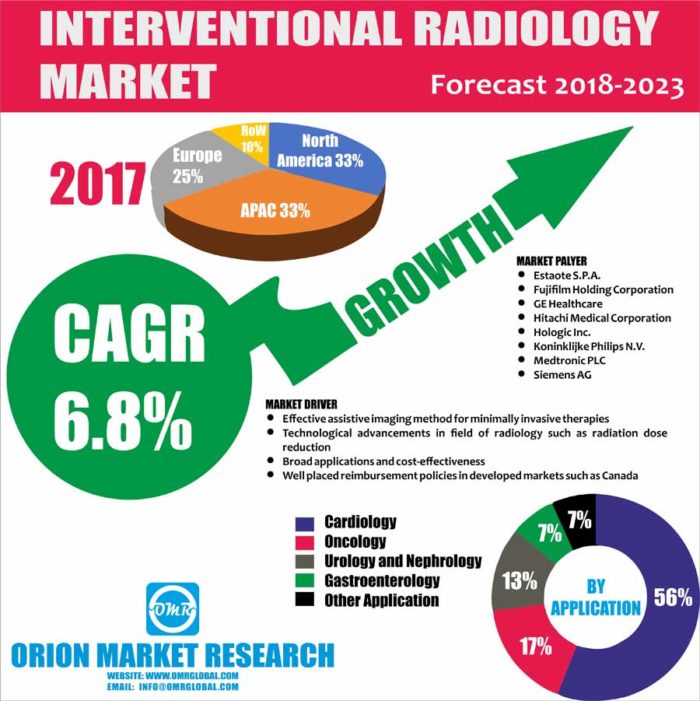 INTERVENTIONAL RADIOLOGY
MARKET
Forecast 2018-2023
2017
RoW
10%
North
America 33%
Europe
25%
APAC 33%
GROWTH
CAGR
6.8%
MARKET PALYER
• Estaote S.P.A.
• Fujifilm Holding Corporation
• GE Healthcare
• Hitachi Medical Corporation
• Hologic Inc.
• Koninklijke Philips N.V.
• Medtronic PLC
• Siemens AG
MARKET DRIVER
• Effective assistive imaging method for minimally invasive therapies
• Technological advancements in field of radiology such as radiation dose
reduction
• Broad applications and cost-effectiveness
• Well placed reimbursement policies in developed markets such as Canada
Cardiology
Oncology
Urology and Nephrology
Gastroenterology
Other Application
7%
7%
13%
17%
56%
BY
APPLICATION
OMR
ORION MARKET RESEARCH
WEBSITE: WWW.OMRGLOBAL.COM
EMAIL: INFO@OMRGLOBAL.COM